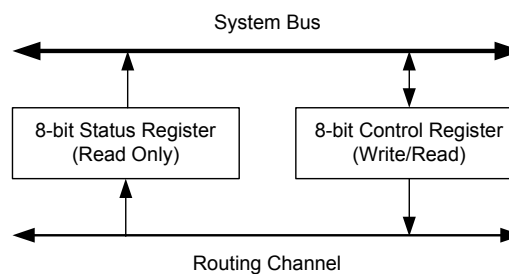 System Bus
8-bit Status Register
(Read Only)
8-bit Control Register
(Write/Read)
Routing Channel